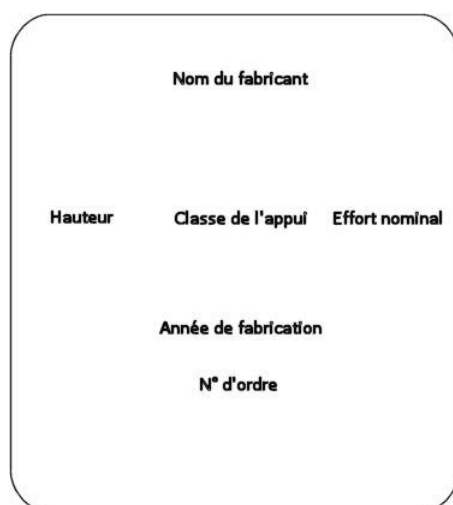 Nom du fabricant
Hauteur Classe de l'appui Effort nominal
Année de fabrication
N° d'ordre